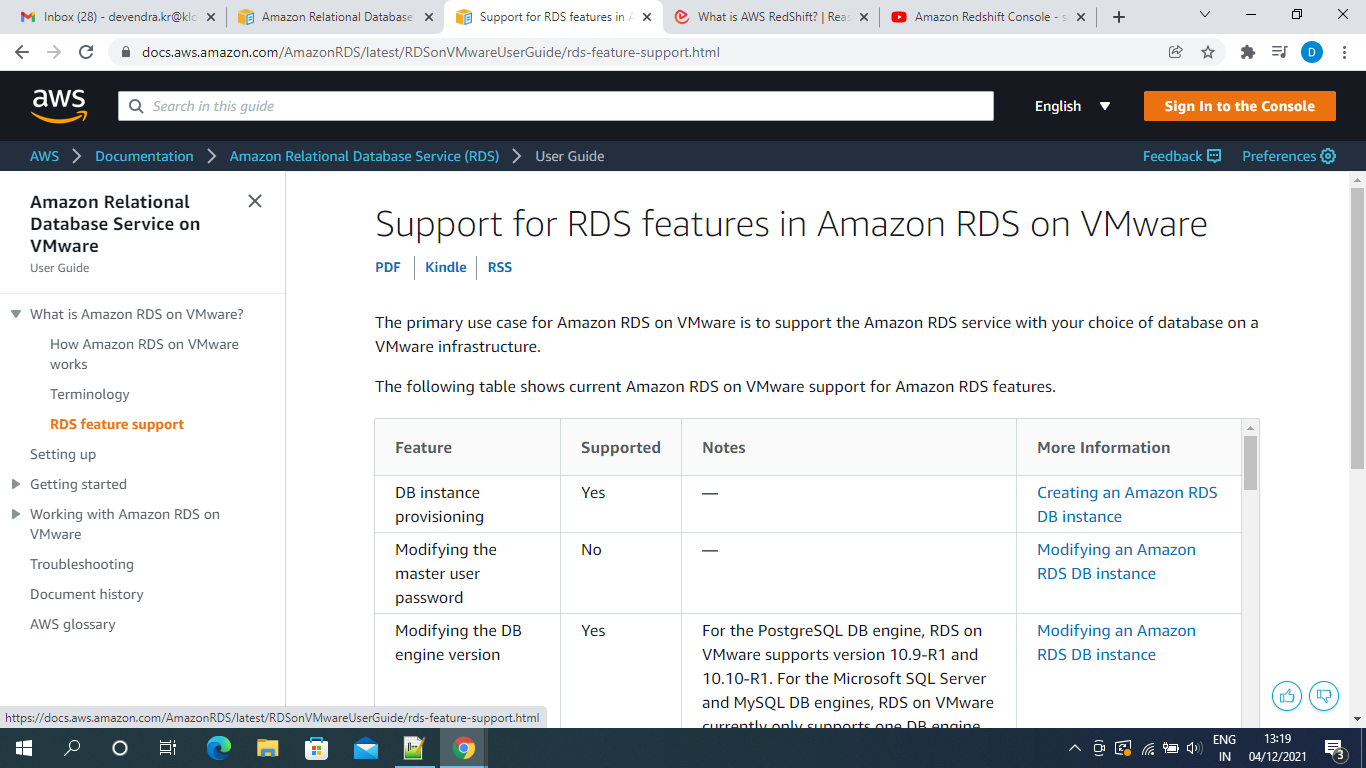 Inbox (28) - devendra.kr@klo
Amazon Relational Database
Support for RDS features in A
What is AWS RedShift? | Reas
Amazon Redshift Console - s
docs.aws.amazon.com/AmazonRDS/latest/RDSonVMwareUserGuide/rds-feature-support.html
D
aws
Search in this guide
English
Sign In to the Console
AWS
Documentation
Amazon Relational Database Service (RDS)
User Guide
Feedback
Preferences
Amazon Relational
Database Service on
VMware
User Guide
What is Amazon RDS on VMware?
How Amazon RDS on VMware
works
Terminology
RDS feature support
Setting up
Getting started
Working with Amazon RDS on
VMware
Troubleshooting
Document history
AWS glossary
Support for RDS features in Amazon RDS on VMware
PDF
Kindle
RSS
The primary use case for Amazon RDS on VMware is to support the Amazon RDS service with your choice of database on a
VMware infrastructure.
The following table shows current Amazon RDS on VMware support for Amazon RDS features.
Feature
Supported
Notes
More Information
DB instance
provisioning
Yes
—
Creating an Amazon RDS
DB instance
Modifying the
master user
password
No
—
Modifying an Amazon
RDS DB instance
Modifying the DB
engine version
Yes
For the PostgreSQL DB engine, RDS on
VMware supports version 10.9-R1 and
10.10-R1. For the Microsoft SQL Server
and MySQL DB engines, RDS on VMware
currently only supports one DB engine
Modifying an Amazon
RDS DB instance
https://docs.aws.amazon.com/AmazonRDS/latest/RDSonVMwareUserGuide/rds-feature-support.html
ENG
IN
13:19
04/12/2021
3